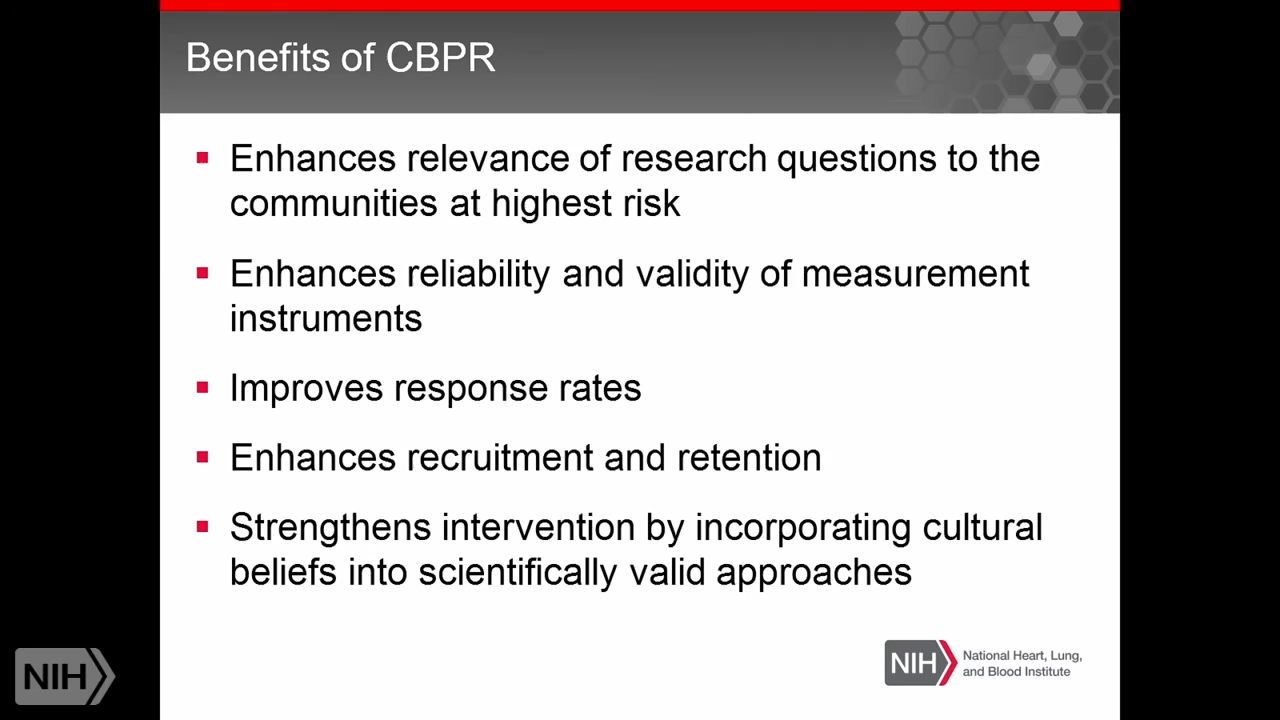 Benefits of CBPR
Enhances relevance of research questions to the
communities at highest risk
Enhances reliability and validity of measurement
instruments
Improves response rates
Enhances recruitment and retention
Strengthens intervention by incorporating cultural
beliefs into scientifically valid approaches
NIH
National Heart, Lung,
and Blood Institute
NIH